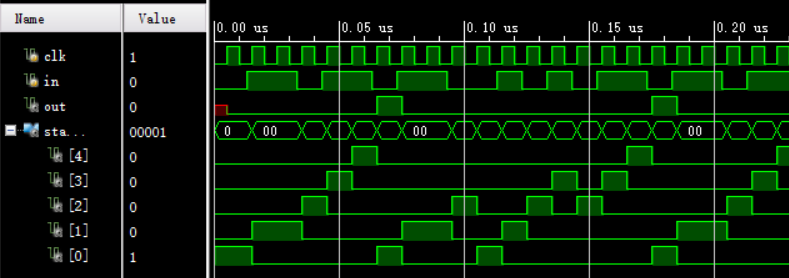 Name Value 0.00 us 0.05 us 0.10 us 0.15 us 0.20 us
clk 1
in 0
out 0
sta... 00001 0 00 00 00
[4] 0
[3] 0
[2] 0
[1] 0
[0] 1